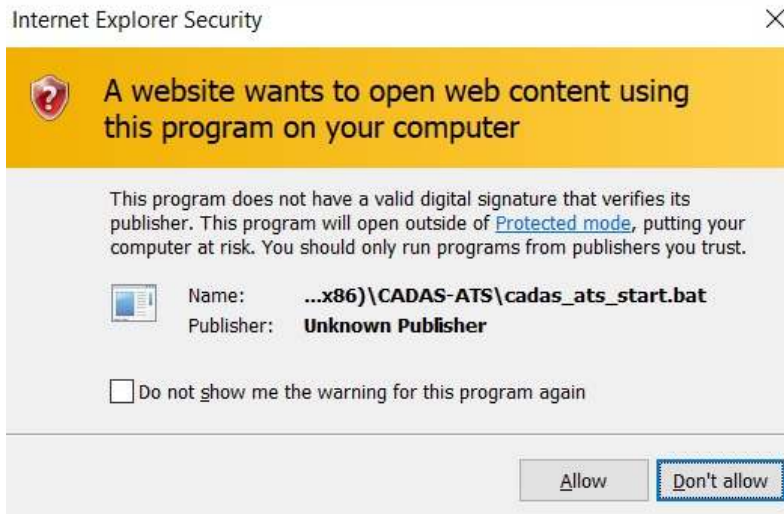 Internet Explorer Security
A website wants to open web content using
this program on your computer
This program does not have a valid digital signature that verifies its
publisher. This program will open outside of Protected mode, putting your
computer at risk. You should only run programs from publishers you trust.
Name: ...x86)\CADAS-ATS\cadas_ats_start.bat
Publisher: Unknown Publisher
Do not show me the warning for this program again
Allow Don't allow